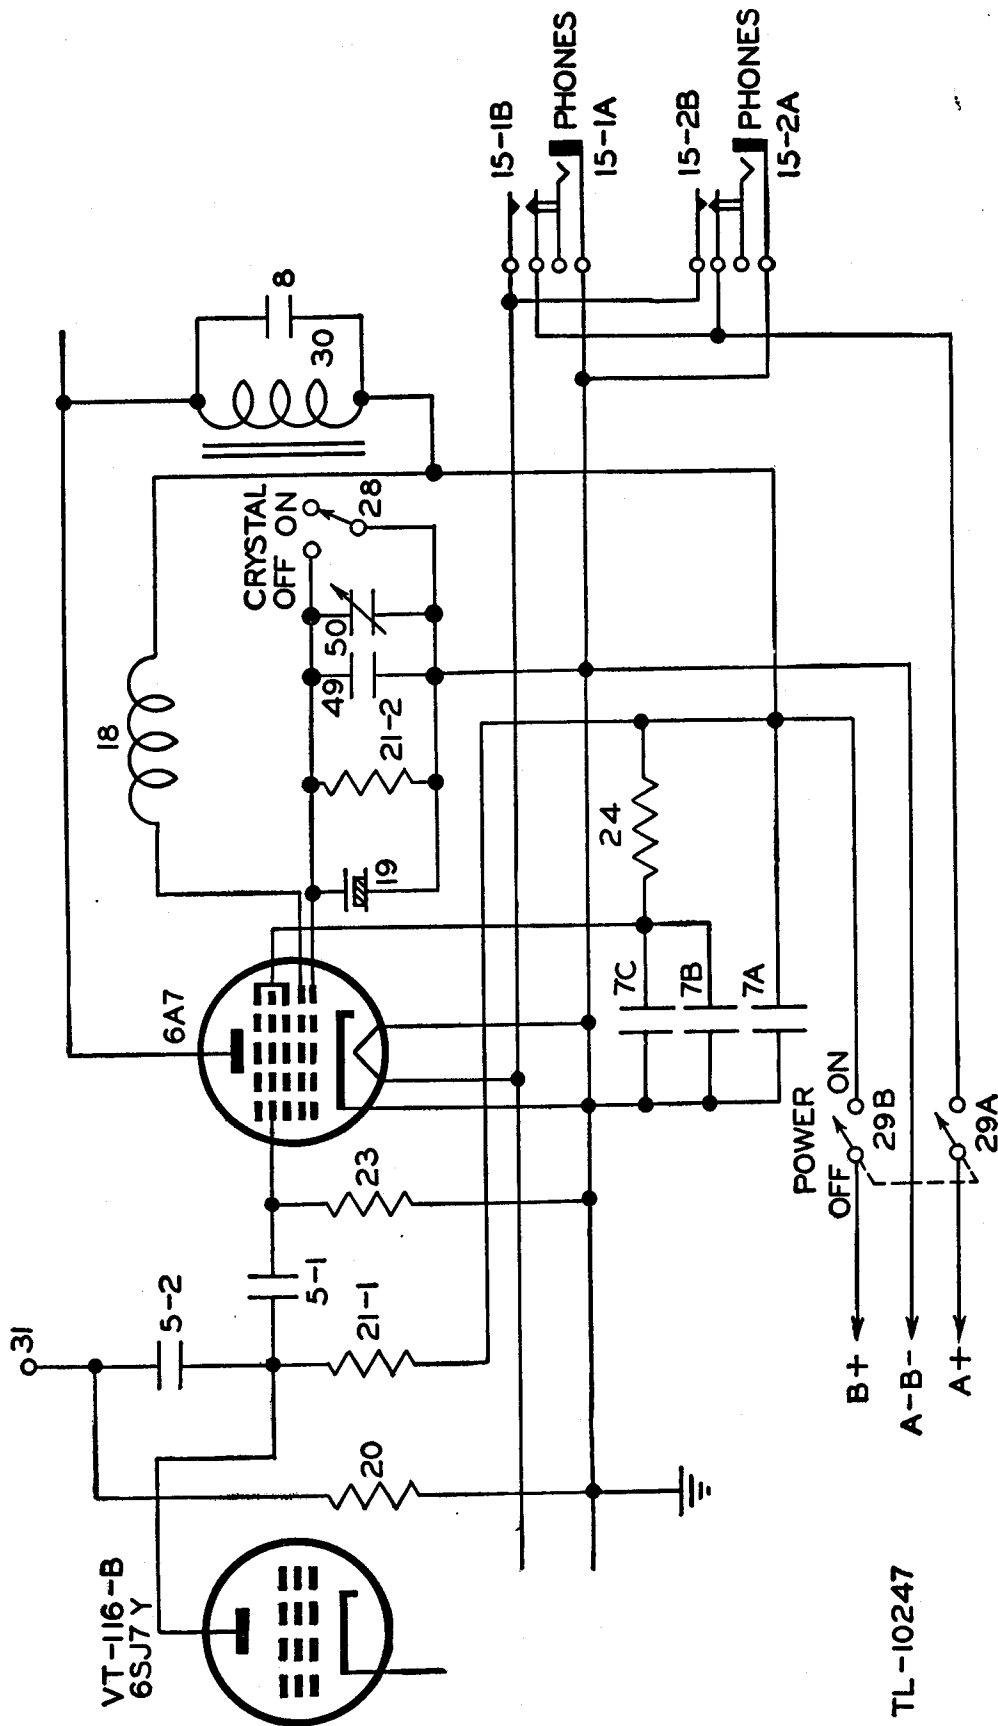 VT-116-B
6SJ7 Y
31
5-2
20
21-1
5-1
23
6A7
18
19
21-2
49
50
CRYSTAL
OFF ON
28
30
8
24
7C
7B
7A
15-1B
PHONES
15-1A
15-2B
PHONES
15-2A
POWER
OFF ON
29B
29A
B+
A-B-
A+
TL-10247